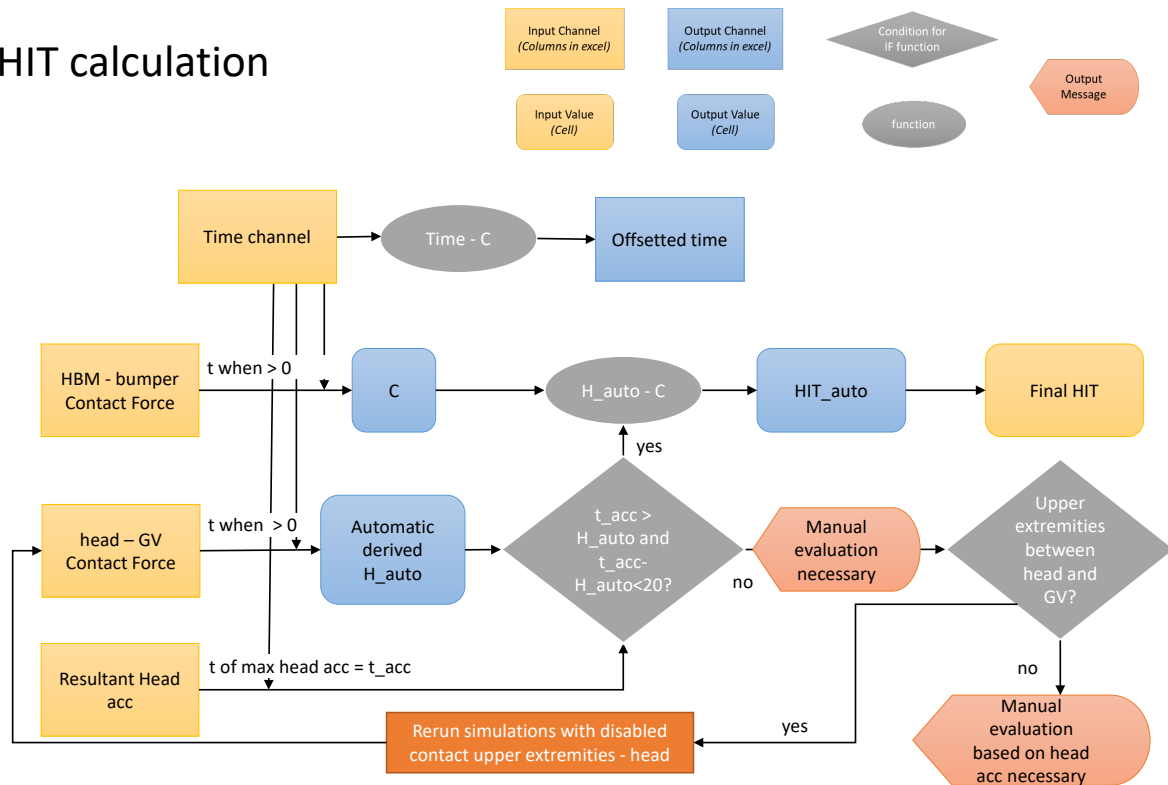 HIT calculation
Input Channel
(Columns in excel)
Output Channel
(Columns in excel)
Condition for
IF function
Output
Message
Input Value
(Cell)
Output Value
(Cell)
function
Time channel
Time - C
Offsetted time
HBM - bumper
Contact Force
t when > 0
C
H_auto - C
HIT_auto
Final HIT
yes
head – GV
Contact Force
t when  > 0
Automatic
derived
H_auto
t_acc >
H_auto and
t_acc-
H_auto<20?
no
Manual
evaluation
necessary
Upper
extremities
between
head and
GV?
Resultant Head
acc
t of max head acc = t_acc
no
yes
Rerun simulations with disabled
contact upper extremities - head
Manual
evaluation
based on head
acc necessary